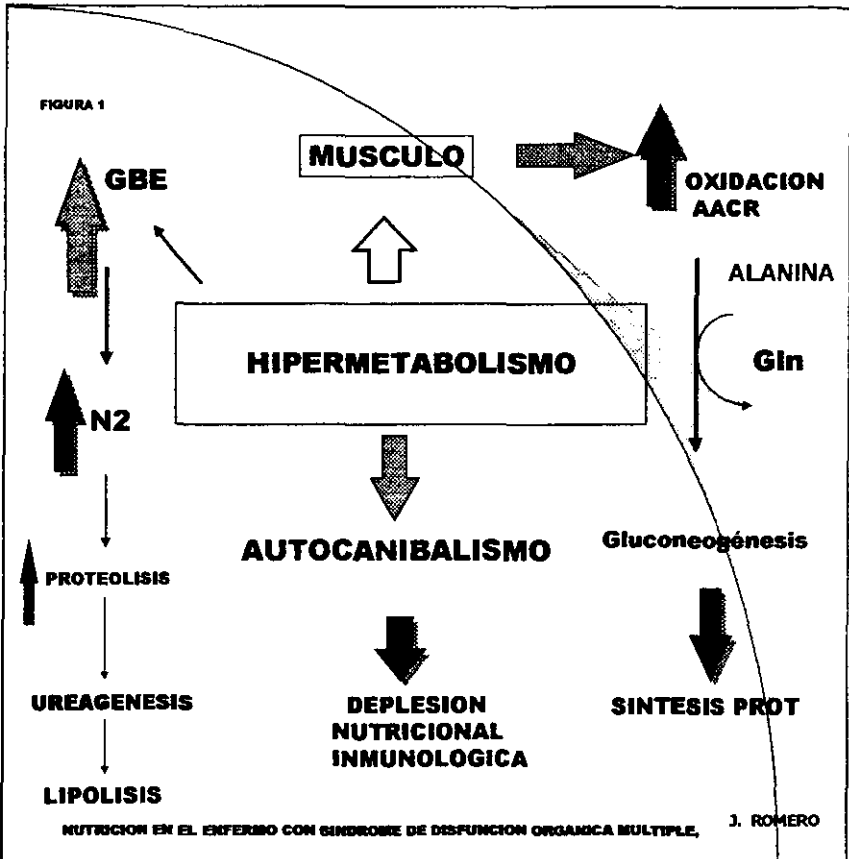 FIGURA 1
MUSCULO
GBE
OXIDACION
AACR
ALANINA
Gln
HIPERMETABOLISMO
N2
AUTOCANIBALISMO
Gluconeogénesis
PROTEOLISIS
UREAGENESIS
DEPLESION
NUTRICIONAL
INMUNOLOGICA
SINTESIS PROT
LIPOLISIS
NUTRICION EN EL ENFERMO CON SINDROME DE DISFUNCION ORGANICA MULTIPLE,
J. ROMERO